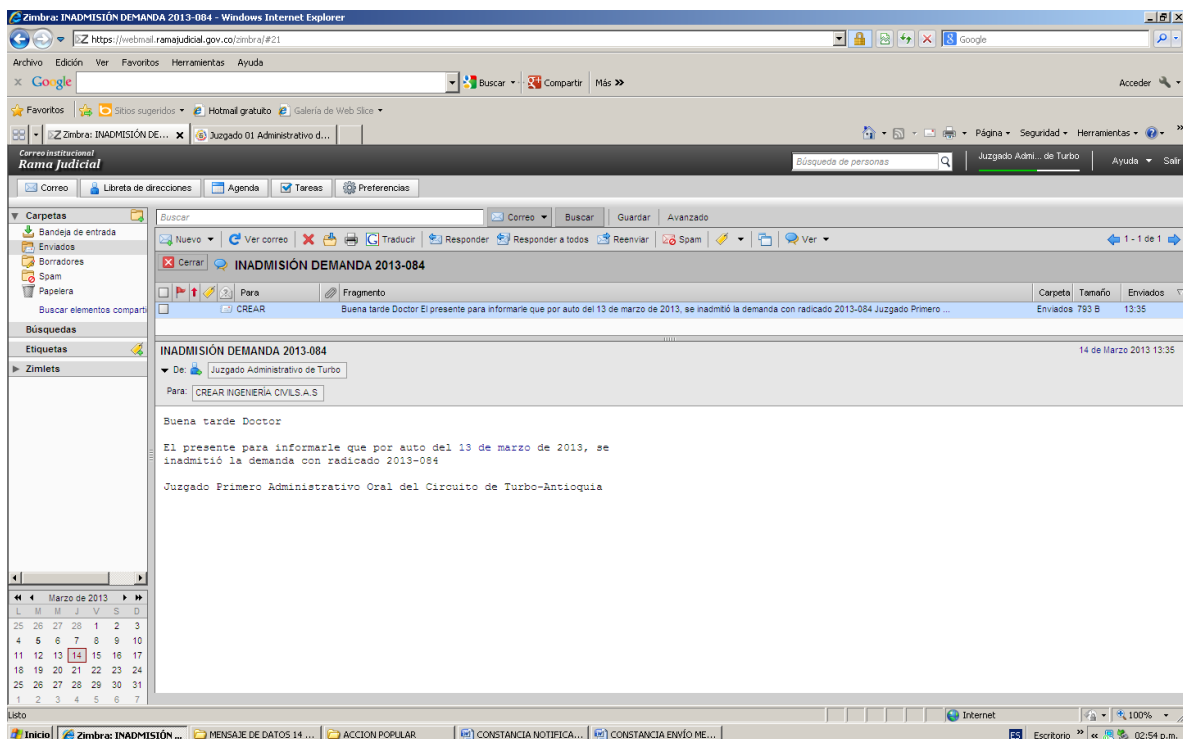 Zimbra: INADMISIÓN DEMANDA 2013-084 - Windows Internet Explorer
https://webmail.ramajudicial.gov.co/zimbra/#21
Google
Archivo Edición Ver Favoritos Herramientas Ayuda
x Google Buscar Compartir Más >> Acceder
Favoritos Sitios sugeridos Hotmail gratuito Galería de Web Slice
Zimbra: INADMISIÓN DE... x Juzgado 01 Administrativo d... Página Seguridad Herramientas >>
Correo institucional
Rama Judicial
Búsqueda de personas Juzgado Admi... de Turbo Ayuda Salir
Correo Libreta de direcciones Agenda Tareas Preferencias
Carpetas
Bandeja de entrada
Enviados
Borradores
Spam
Papelera
Buscar elementos comparti
Búsquedas
Etiquetas
Zimlets
Buscar Correo Buscar Guardar Avanzado
Nuevo Ver correo Traducir Responder Responder a todos Reenviar Spam Ver 1 - 1 de 1
Cerrar INADMISIÓN DEMANDA 2013-084
Para Fragmento Carpeta Tamaño Enviados
CREAR Buena tarde Doctor El presente para informarle que por auto del 13 de marzo de 2013, se inadmitió la demanda con radicado 2013-084 Juzgado Primero ... Enviados 793 B 13:35
INADMISIÓN DEMANDA 2013-084 14 de Marzo 2013 13:35
De: Juzgado Administrativo de Turbo
Para: CREAR INGENIERÍA CIVILS.A.S
Buena tarde Doctor
El presente para informarle que por auto del 13 de marzo de 2013, se
inadmitió la demanda con radicado 2013-084
Juzgado Primero Administrativo Oral del Circuito de Turbo-Antioquia
Marzo de 2013
L M M J V S D
25 26 27 28 1 2 3
4 5 6 7 8 9 10
11 12 13 14 15 16 17
18 19 20 21 22 23 24
25 26 27 28 29 30 31
1 2 3 4 5 6 7
Listo Internet 100%
Inicio Zimbra: INADMISIÓN ... MENSAJE DE DATOS 14 ... ACCION POPULAR CONSTANCIA NOTIFICA... CONSTANCIA ENVÍO ME... ES Escritorio >> « 02:54 p.m.